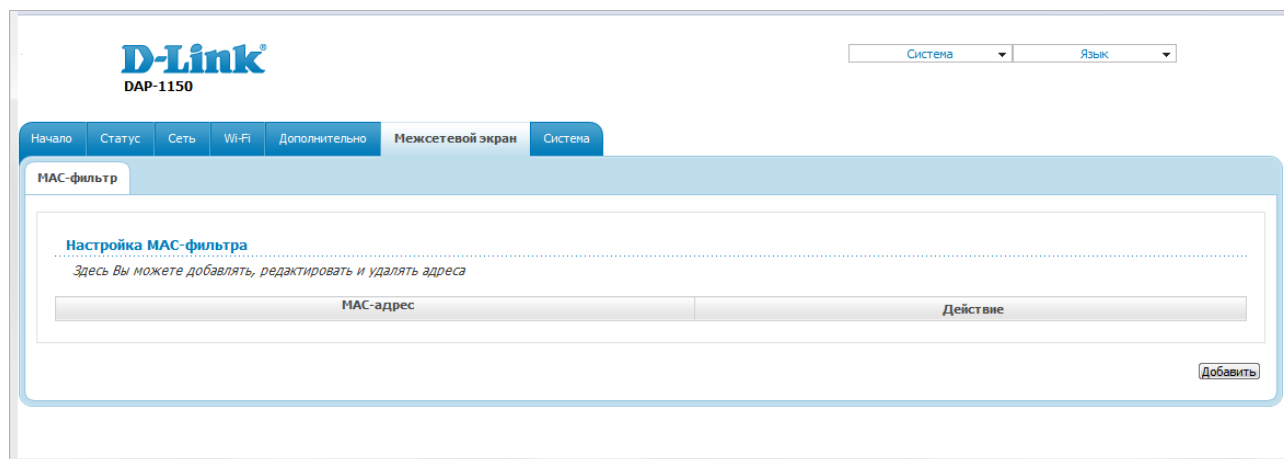 D-Link®
DAP-1150
Система Язык
Начало Статус Сеть Wi-Fi Дополнительно Межсетевой экран Система
MAC-фильтр
Настройка MAC-фильтра
Здесь Вы можете добавлять, редактировать и удалять адреса
MAC-адрес Действие
Добавить